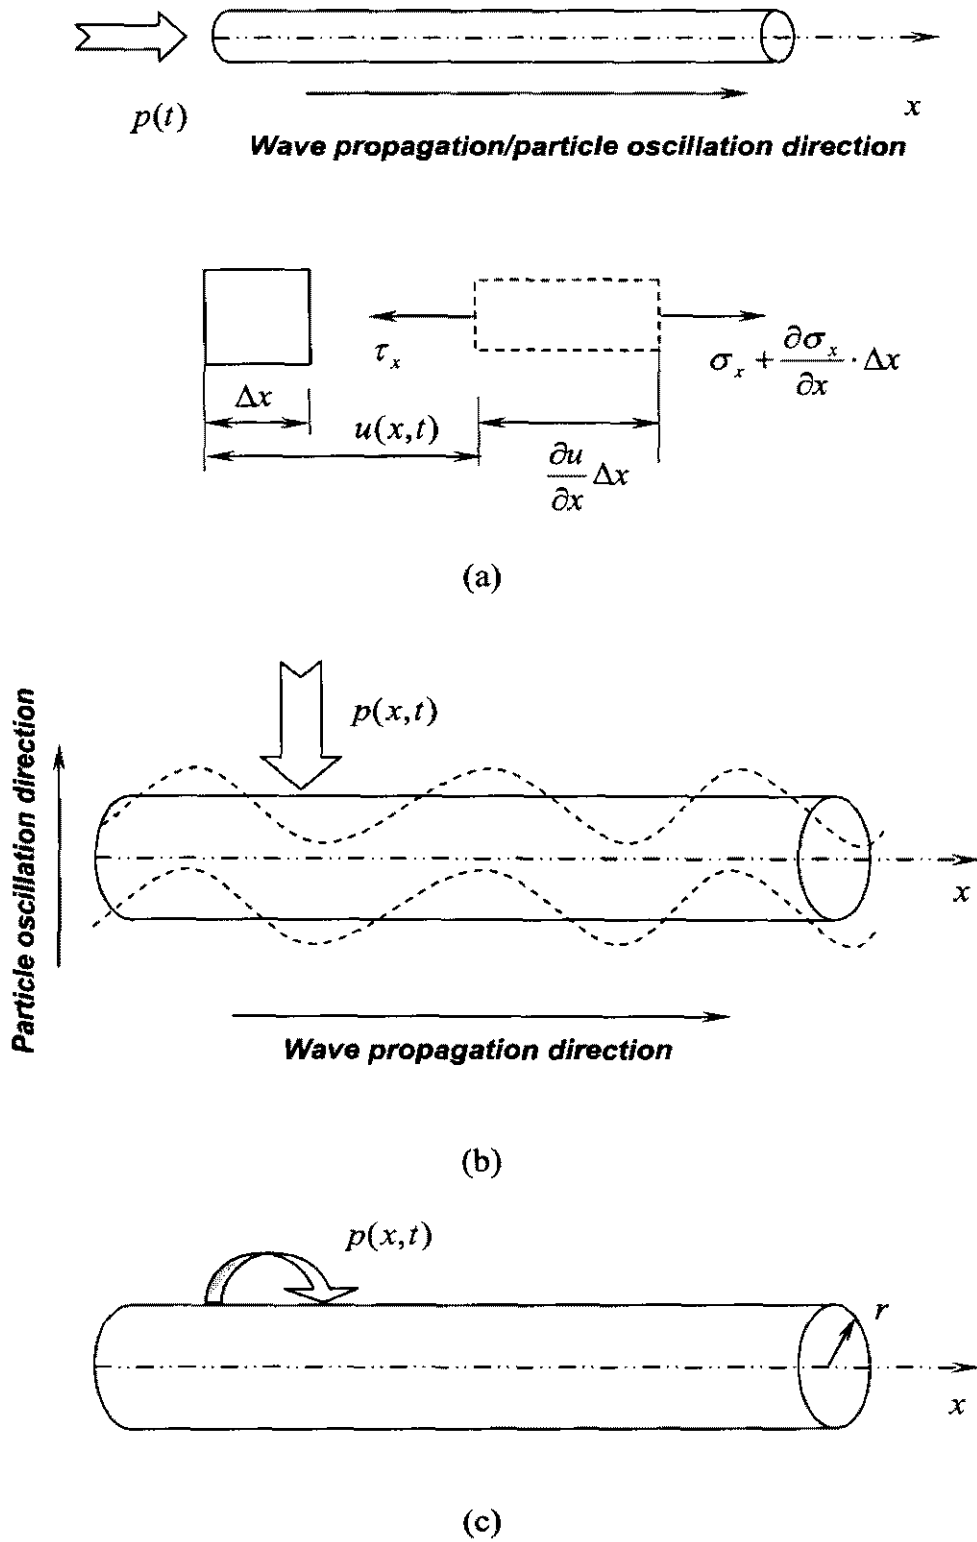 p(t)
x
Wave propagation/particle oscillation direction
τ_x
σ_x + ∂σ_x/∂x · Δx
Δx
u(x,t)
∂u/∂x Δx
(a)
Particle oscillation direction
p(x,t)
x
Wave propagation direction
(b)
p(x,t)
r
x
(c)